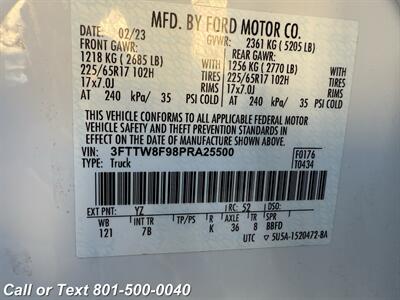 MFD. BY FORD MOTOR CO.
DATE: 02/23 GVWR: 2361 KG ( 5205 LB)
FRONT GAWR: REAR GAWR:
1218 KG ( 2685 LB) WITH 1256 KG ( 2770 LB) WITH
225/65R17 102H TIRES 225/65R17 102H TIRES
17x7.0J RIMS 17x7.0J RIMS
AT 240 kPa/ 35 PSI COLD AT 240 kPa/ 35 PSI COLD
THIS VEHICLE CONFORMS TO ALL APPLICABLE FEDERAL MOTOR
VEHICLE SAFETY AND THEFT PREVENTION STANDARDS IN
EFFECT ON THE DATE OF MANUFACTURE SHOWN ABOVE.
VIN: 3FTTW8F98PRA25500 F0176
TYPE: Truck T0434
EXT PNT: YZ RC: 52
WB INT TR TP/PS R AXLE TR SPR
121 7B K 36 8 BBFD
UTC 5U5A-1520472-BA
Call or Text 801-500-0040